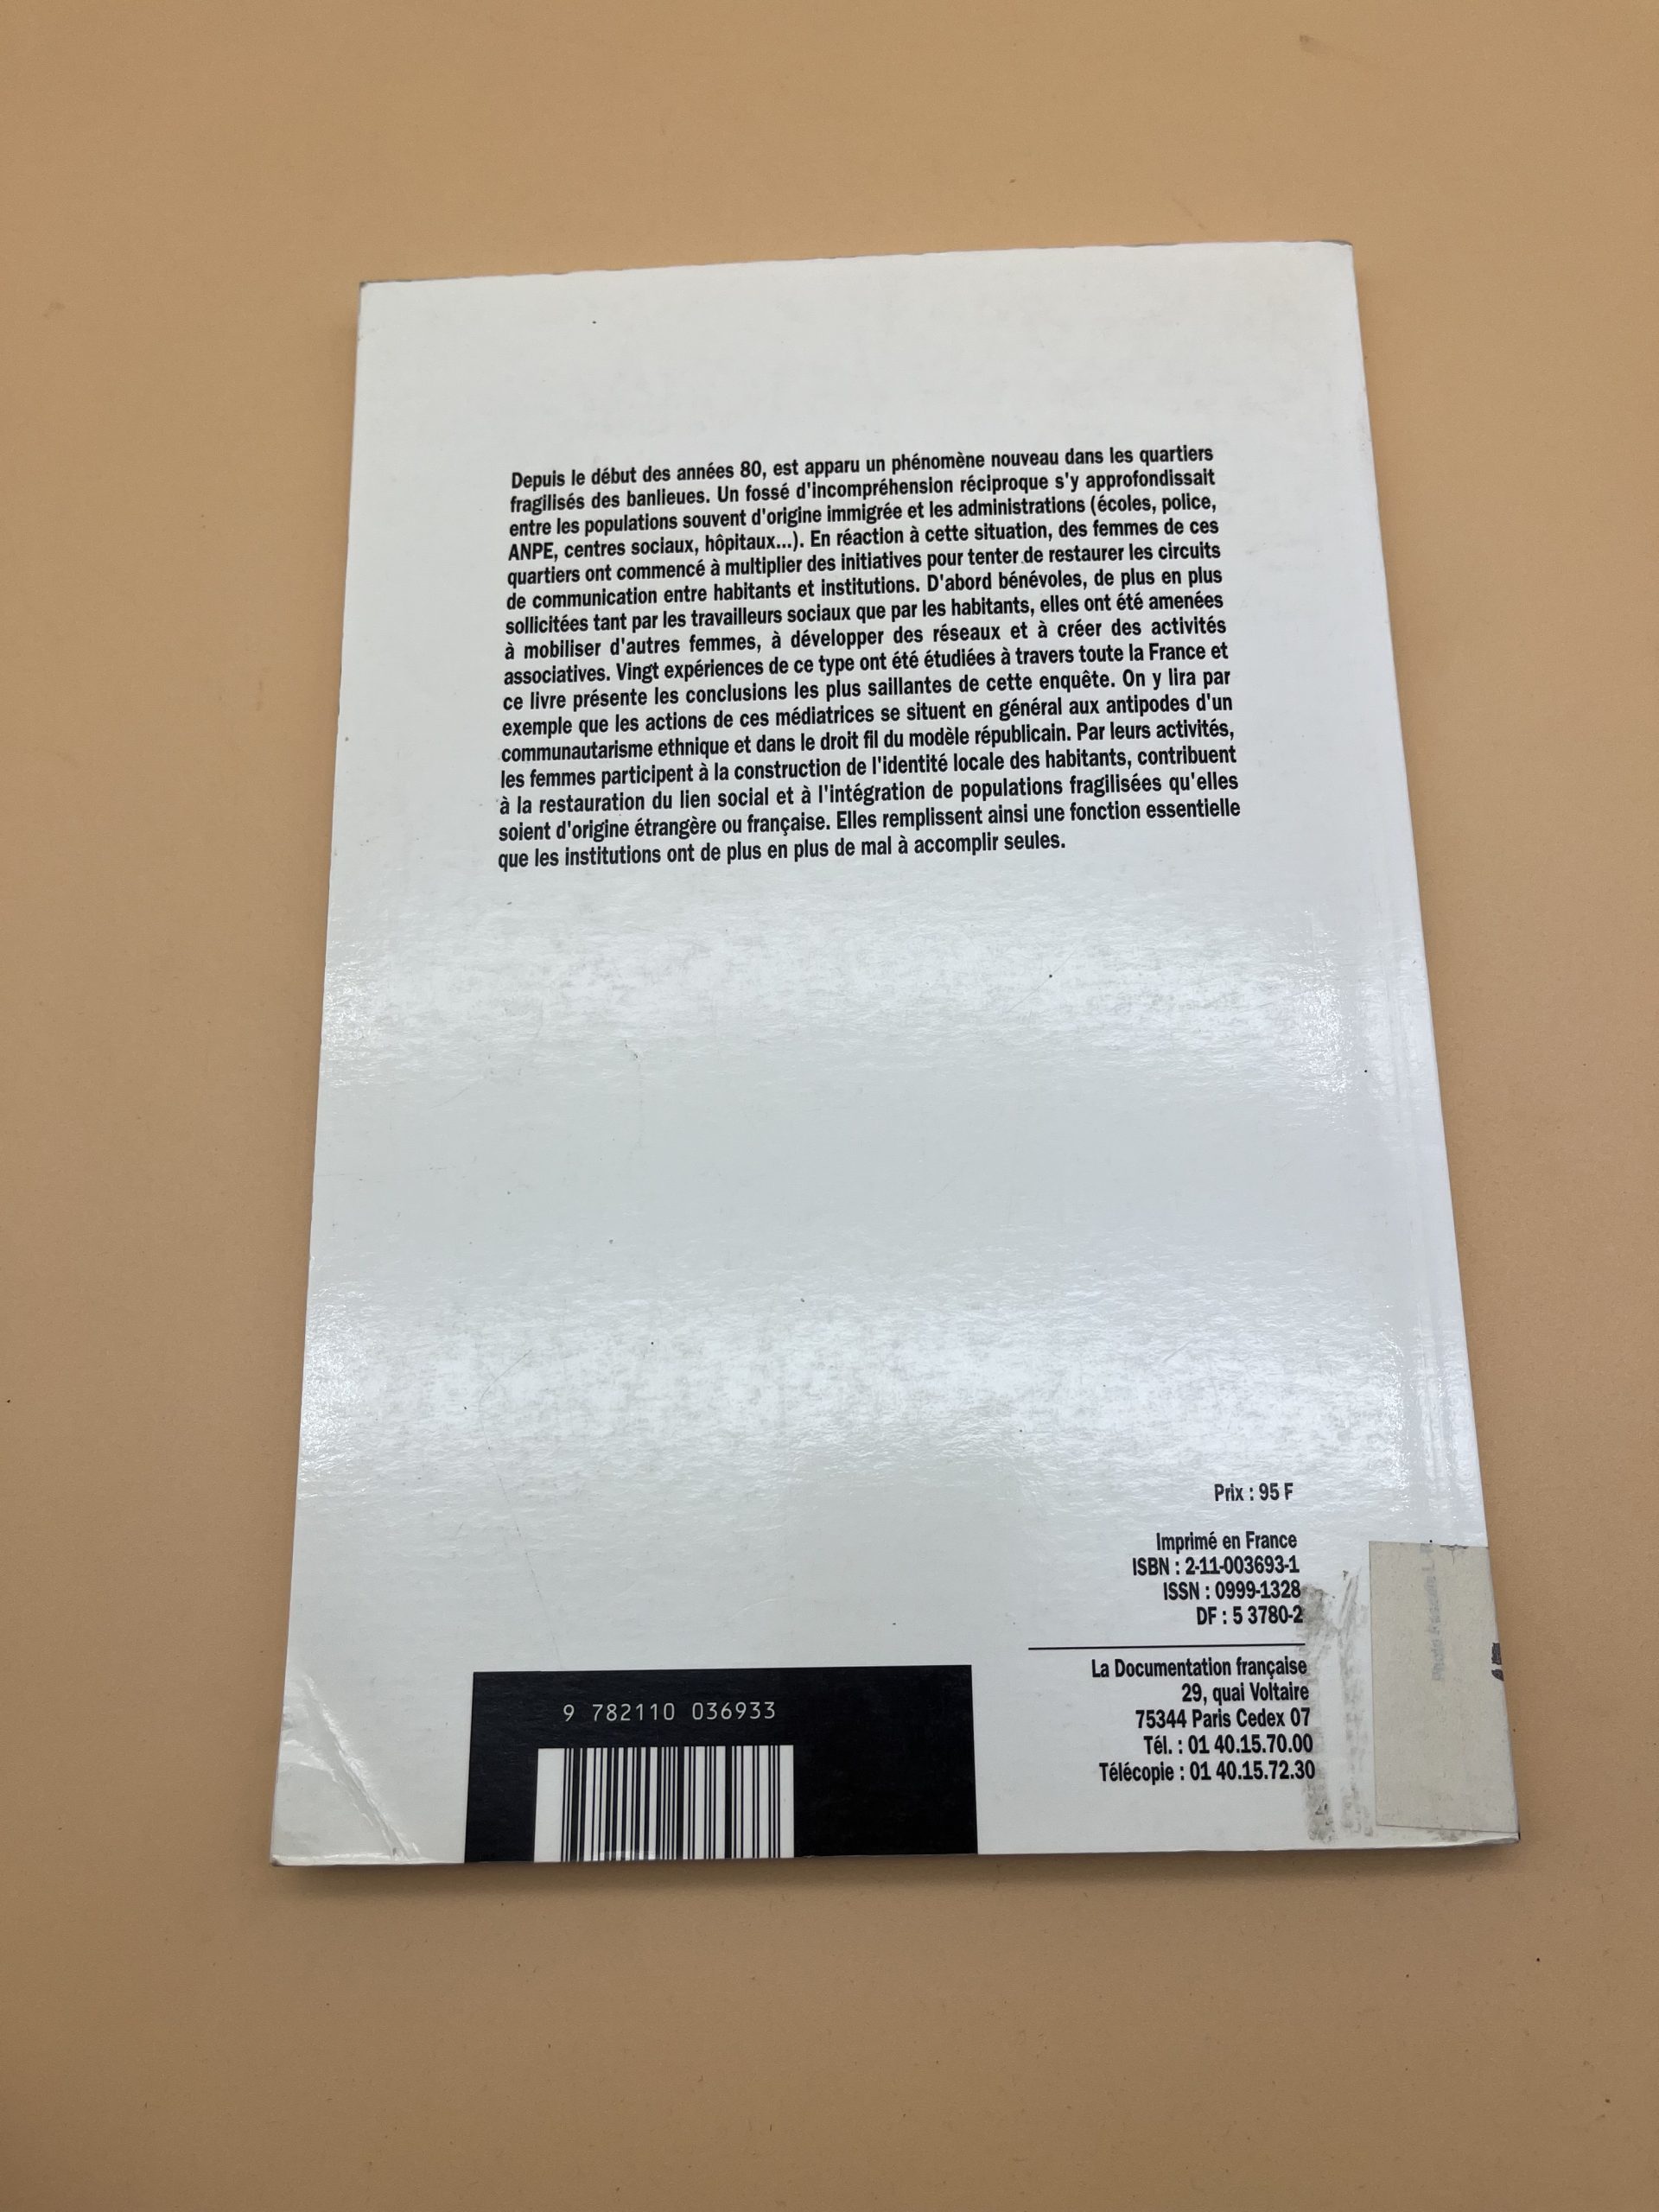 Depuis le début des années 80, est apparu un phénomène nouveau dans les quartiers
fragilisés des banlieues. Un fossé d'incompréhension réciproque s'y approfondissait
entre les populations souvent d'origine immigrée et les administrations (écoles, police,
ANPE, centres sociaux, hôpitaux...). En réaction à cette situation, des femmes de ces
quartiers ont commencé à multiplier des initiatives pour tenter de restaurer les circuits
de communication entre habitants et institutions. D'abord bénévoles, de plus en plus
sollicitées tant par les travailleurs sociaux que par les habitants, elles ont été amenées
à mobiliser d'autres femmes, à développer des réseaux et à créer des activités
associatives. Vingt expériences de ce type ont été étudiées à travers toute la France et
ce livre présente les conclusions les plus saillantes de cette enquête. On y lira par
exemple que les actions de ces médiatrices se situent en général aux antipodes d'un
communautarisme ethnique et dans le droit fil du modèle républicain. Par leurs activités,
les femmes participent à la construction de l'identité locale des habitants, contribuent
à la restauration du lien social et à l'intégration de populations fragilisées qu'elles
soient d'origine étrangère ou française. Elles remplissent ainsi une fonction essentielle
que les institutions ont de plus en plus de mal à accomplir seules.
Prix : 95 F
Imprimé en France
ISBN : 2-11-003693-1
ISSN : 0999-1328
DF : 5 3780-2
La Documentation française
29, quai Voltaire
75344 Paris Cedex 07
Tél. : 01 40.15.70.00
Télécopie : 01 40.15.72.30
9 782110 036933